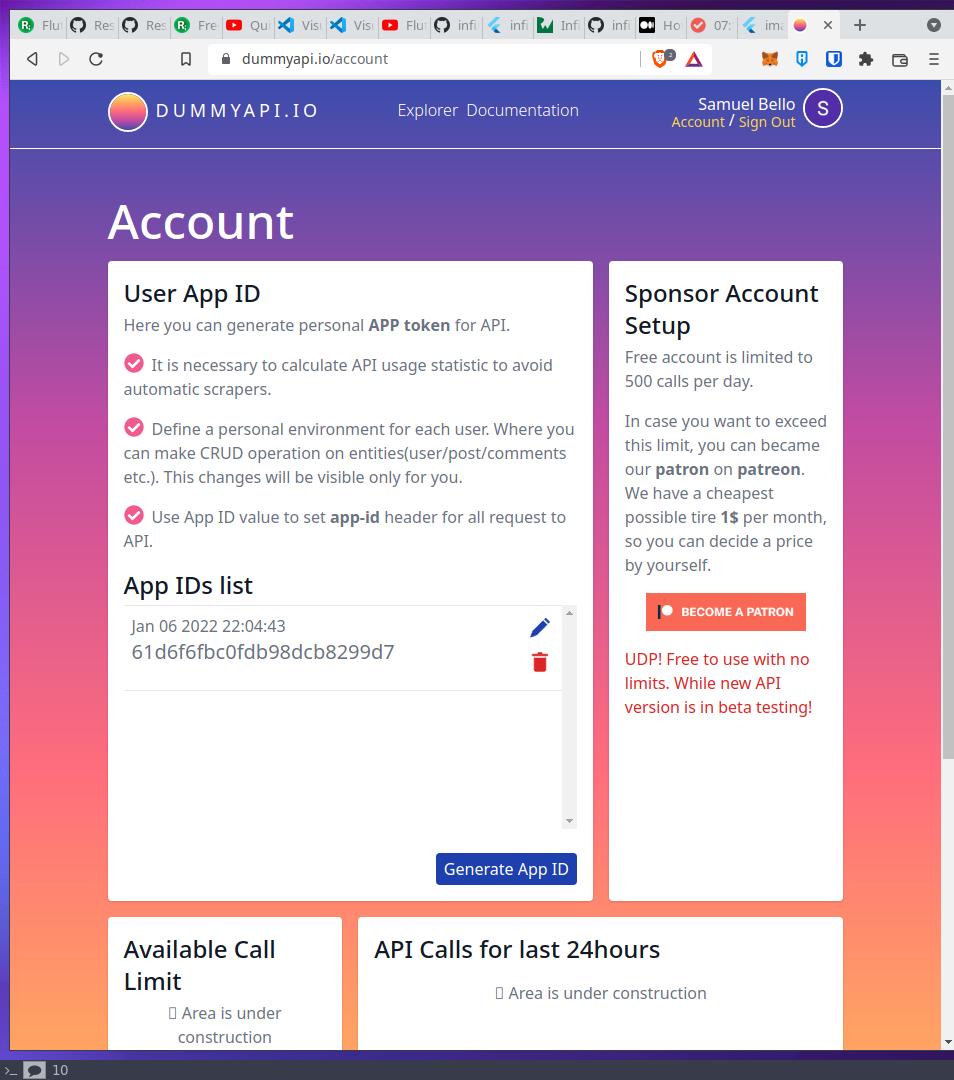 Flu
Res
Res
Fre
Qui
Visu
Visu
Flut
infi
infi
Infi
infi
Ho
07:
ima
dummyapi.io/account
2
DUMMYAPI.IO
Explorer Documentation
Samuel Bello
Account / Sign Out
S
Account
User App ID
Here you can generate personal APP token for API.
It is necessary to calculate API usage statistic to avoid
automatic scrapers.
Define a personal environment for each user. Where you
can make CRUD operation on entities(user/post/comments
etc.). This changes will be visible only for you.
Use App ID value to set app-id header for all request to
API.
App IDs list
Jan 06 2022 22:04:43
61d6f6fbc0fdb98dcb8299d7
Generate App ID
Sponsor Account
Setup
Free account is limited to
500 calls per day.
In case you want to exceed
this limit, you can became
our patron on patreon.
We have a cheapest
possible tire 1$ per month,
so you can decide a price
by yourself.
BECOME A PATRON
UDP! Free to use with no
limits. While new API
version is in beta testing!
Available Call
Limit
Area is under
construction
API Calls for last 24hours
Area is under construction
10